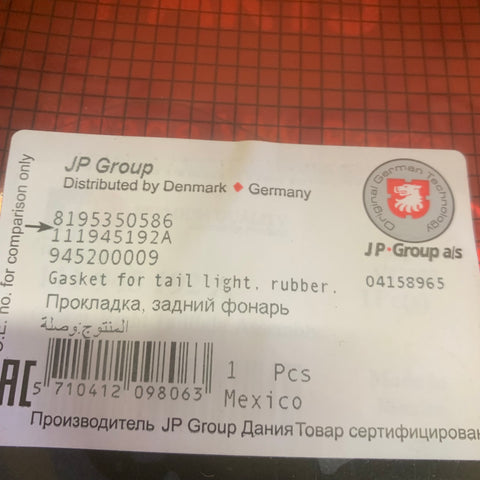 JP Group
Distributed by Denmark ♦ Germany
Original German Technology
JP•Group a/s
no. for comparison only
8195350586
111945192A
945200009
Gasket for tail light, rubber.
04158965
Прокладка, задний фонарь
المنتوج:وصلة
5 710412 098063
1 Pcs
Mexico
Производитель JP Group Дания Товар сертифицирован